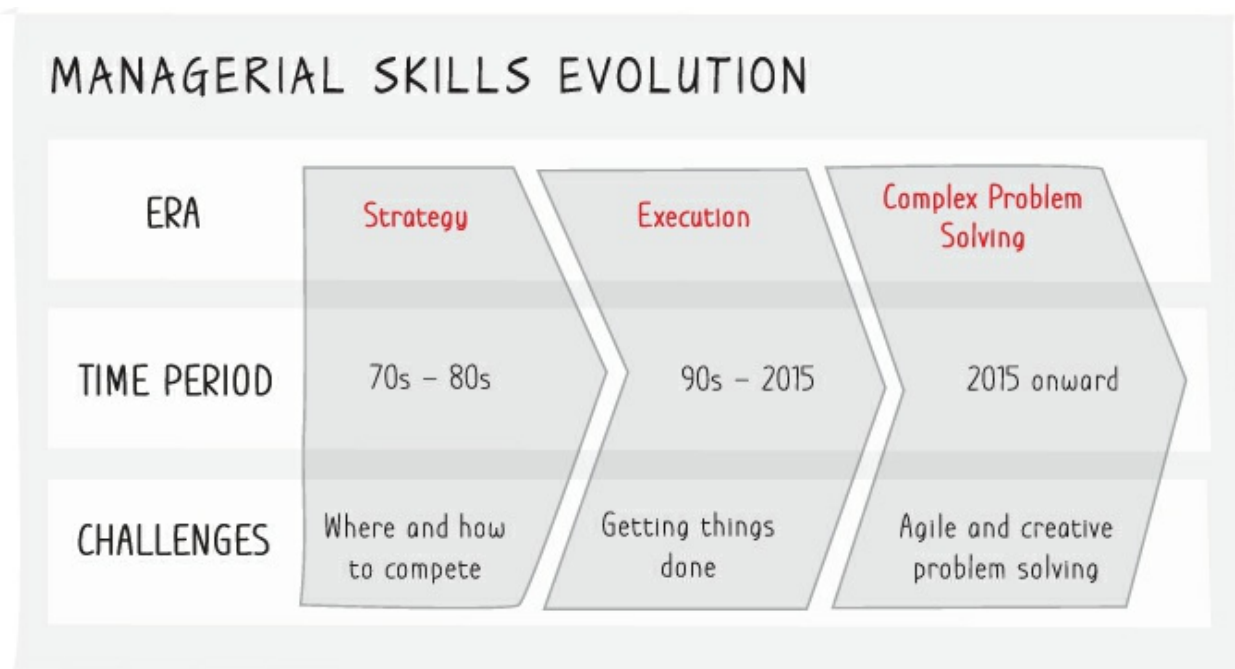 MANAGERIAL SKILLS EVOLUTION
ERA
Strategy
Execution
Complex Problem
Solving
TIME PERIOD
70s – 80s
90s – 2015
2015 onward
CHALLENGES
Where and how
to compete
Getting things
done
Agile and creative
problem solving